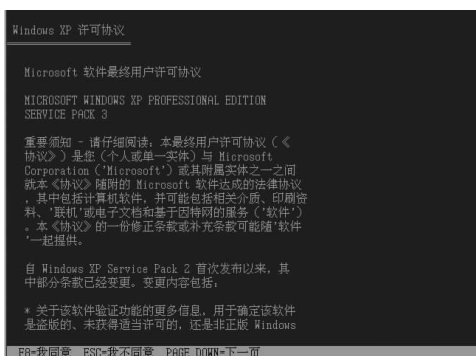 Windows XP 许可协议
Microsoft 软件最终用户许可协议
MICROSOFT WINDOWS XP PROFESSIONAL EDITION
SERVICE PACK 3
重要须知 - 请仔细阅读: 本最终用户许可协议（《
协议》）是您（个人或单一实体）与 Microsoft
Corporation（'Microsoft'）或其附属实体之一之间
就本《协议》随附的 Microsoft 软件达成的法律协议
，其中包括计算机软件，并可能包括相关介质、印刷资
料、'联机'或电子文档和基于因特网的服务（'软件'）
。本《协议》的一份修正条款或补充条款可能随'软件
'一起提供。
自 Windows XP Service Pack 2 首次发布以来，其
中部分条款已经变更。变更内容包括:
* 关于该软件验证功能的更多信息，用于确定该软件
是盗版的、未获得适当许可的，还是非正版 Windows
F8=我同意 ESC=我不同意 PAGE DOWN=下一页